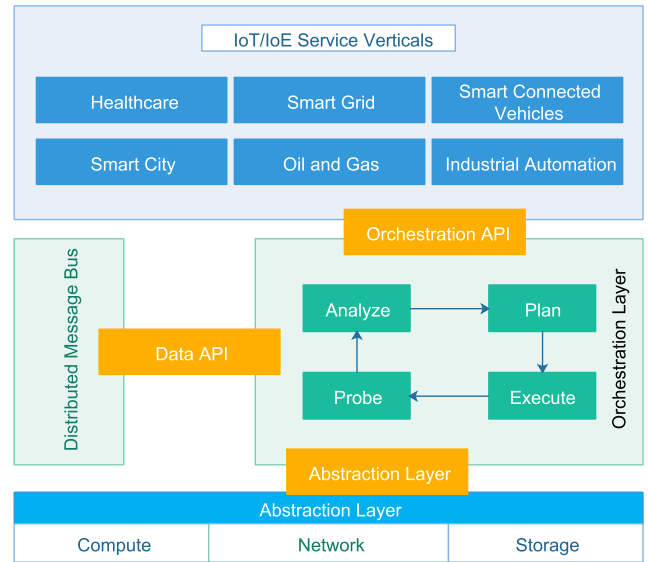 IoT/IoE Service Verticals
Healthcare
Smart Grid
Smart Connected
Vehicles
Smart City
Oil and Gas
Industrial Automation
Orchestration API
Distributed Message Bus
Data API
Analyze
Plan
Probe
Execute
Orchestration Layer
Abstraction Layer
Abstraction Layer
Compute
Network
Storage